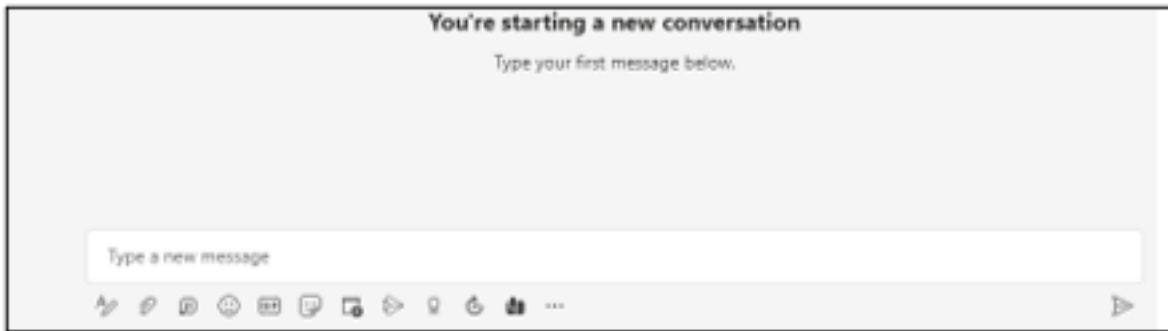 You're starting a new conversation
Type your first message below.
Type a new message